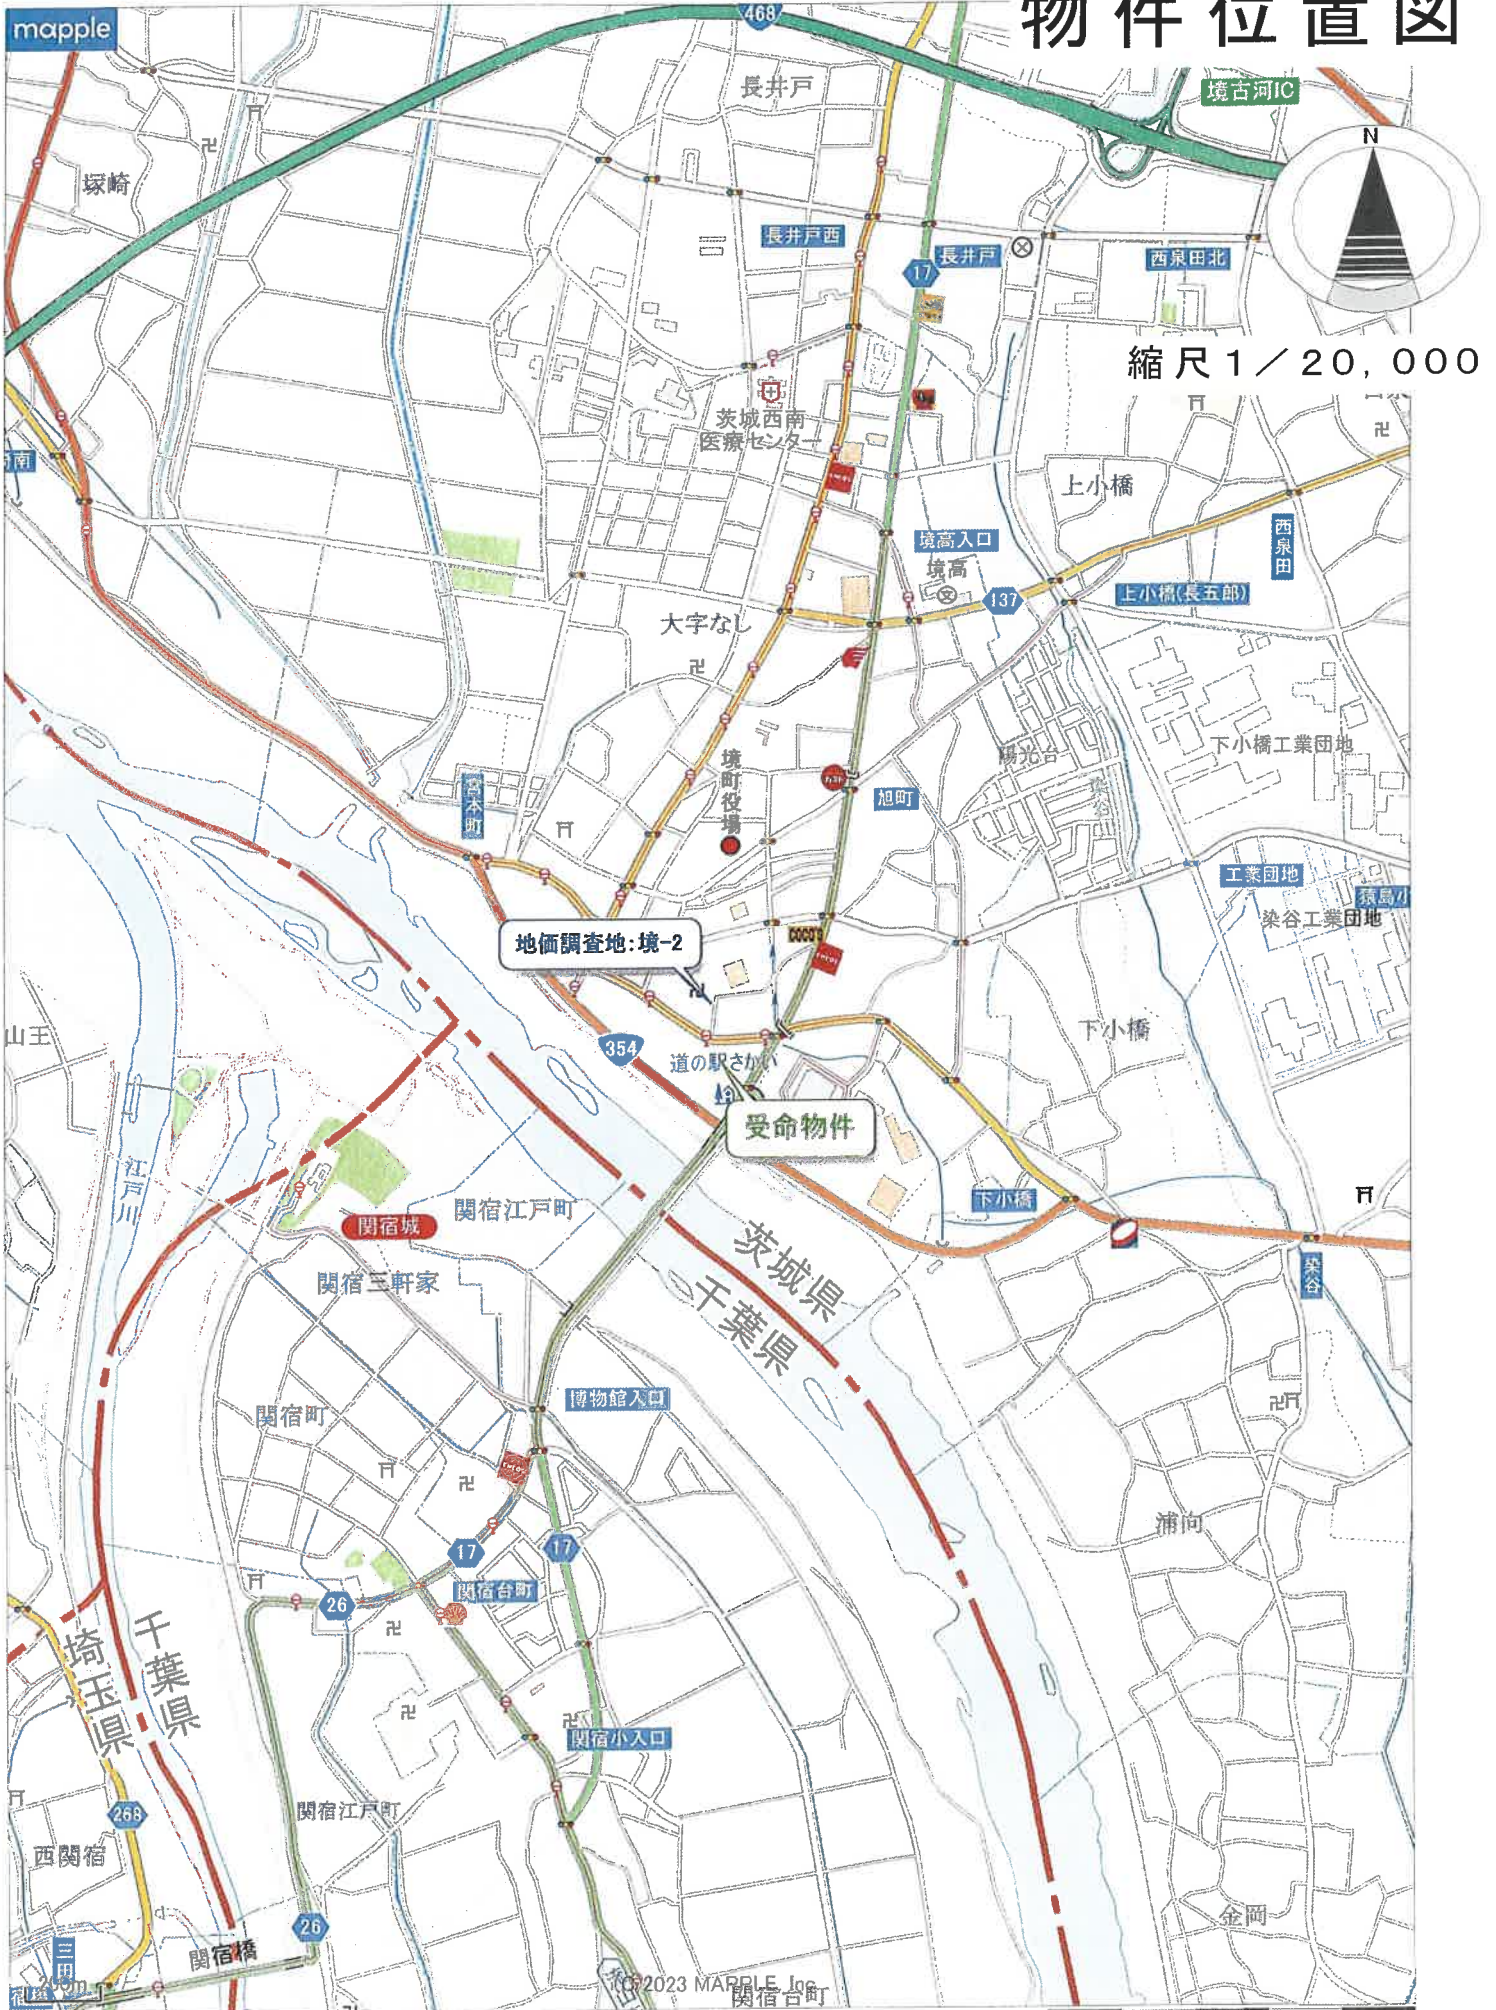 物件位置図
mapple
468
長井戸
境古河IC
N
塚崎
長井戸西
17
長井戸
西泉田北
縮尺1／20,000
茨城西南
医療センター
南
上小橋
境高入口
境高
西泉田
137
上小橋(長五郎)
大字なし
境町役場
陽光台
下小橋工業団地
宮本町
旭町
工業団地
猿島小
染谷工業団地
COCO'S
地価調査地:境-2
山王
下小橋
354
道の駅さかい
受命物件
江戸川
関宿江戸町
下小橋
関宿城
茨城県
千葉県
関宿三軒家
染谷
博物館入口
関宿町
浦向
17
17
関宿台町
26
千葉県
埼玉県
関宿小入口
268
関宿江戸町
西関宿
26
金岡
関宿橋
三田
200m
(C)2023 MAPPLE,Inc.
関宿台町